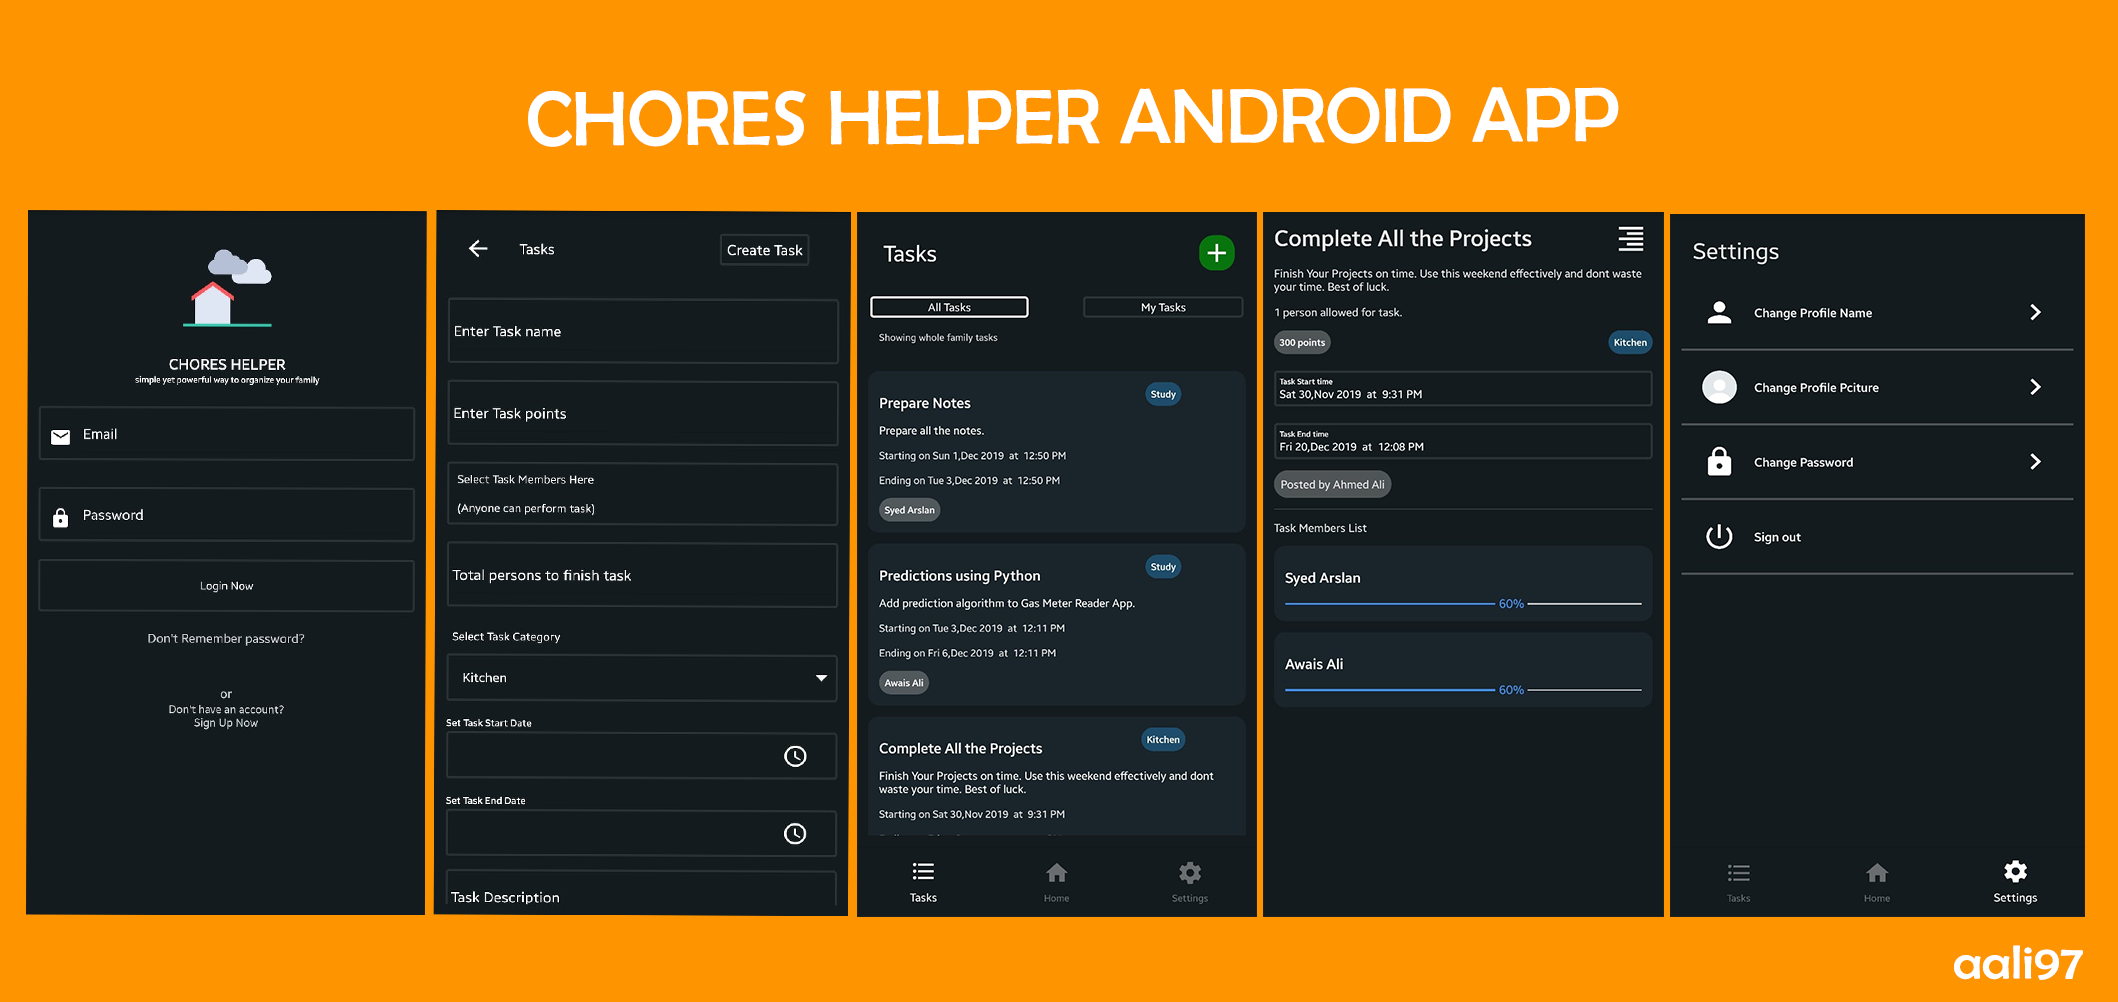 CHORES HELPER ANDROID APP
CHORES HELPER
simple yet powerful way to organize your family
Email
Password
Login Now
Don't Remember password?
or
Don't have an account?
Sign Up Now
Tasks
Create Task
Enter Task name
Enter Task points
Select Task Members Here
(Anyone can perform task)
Total persons to finish task
Select Task Category
Kitchen
Set Task Start Date
Set Task End Date
Task Description
Tasks
All Tasks
My Tasks
Showing whole family tasks
Study
Prepare Notes
Prepare all the notes.
Starting on Sun 1,Dec 2019 at 12:50 PM
Ending on Tue 3,Dec 2019 at 12:50 PM
Syed Arslan
Study
Predictions using Python
Add prediction algorithm to Gas Meter Reader App.
Starting on Tue 3,Dec 2019 at 12:11 PM
Ending on Fri 6,Dec 2019 at 12:11 PM
Awais Ali
Kitchen
Complete All the Projects
Finish Your Projects on time. Use this weekend effectively and dont
waste your time. Best of luck.
Starting on Sat 30,Nov 2019 at 9:31 PM
Tasks
Home
Settings
Complete All the Projects
Finish Your Projects on time. Use this weekend effectively and dont waste
your time. Best of luck.
1 person allowed for task.
300 points
Kitchen
Task Start time
Sat 30,Nov 2019 at 9:31 PM
Task End time
Fri 20,Dec 2019 at 12:08 PM
Posted by Ahmed Ali
Task Members List
Syed Arslan
60%
Awais Ali
60%
Settings
Change Profile Name
Change Profile Pciture
Change Password
Sign out
Tasks
Home
Settings
aali97